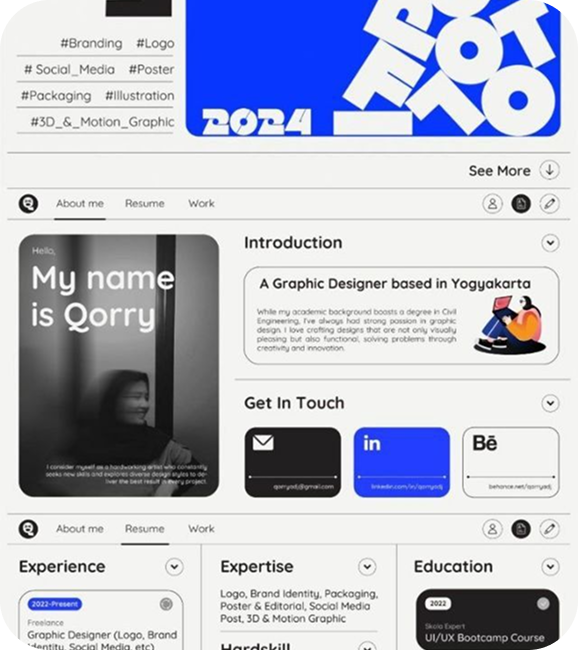 #Branding #Logo
# Social_Media #Poster
#Packaging #Illustration
#3D_&_Motion_Graphic
2024
See More
About me Resume Work
Hello,
My name
is Qorry
I consider myself as a hardworking artist who constantly
seeks new skills and explores diverse design styles to de-
liver the best result in every project.
Introduction
A Graphic Designer based in Yogyakarta
While my academic background boasts a degree in Civil
Engineering, I've always had strong passion in graphic
design. I love crafting designs that are not only visually
pleasing but also functional, solving problems through
creativity and innovation.
Get In Touch
qorryadj@gmail.com
in
linkedin.com/in/qorryadj
Bē
behance.net/qorryadj
About me Resume Work
Experience
2022-Present
Freelance
Graphic Designer (Logo, Brand
Identity, Social Media, etc)
Expertise
Logo, Brand Identity, Packaging,
Poster & Editorial, Social Media
Post, 3D & Motion Graphic
Hardskill
Education
2022
Skola Expert
UI/UX Bootcamp Course